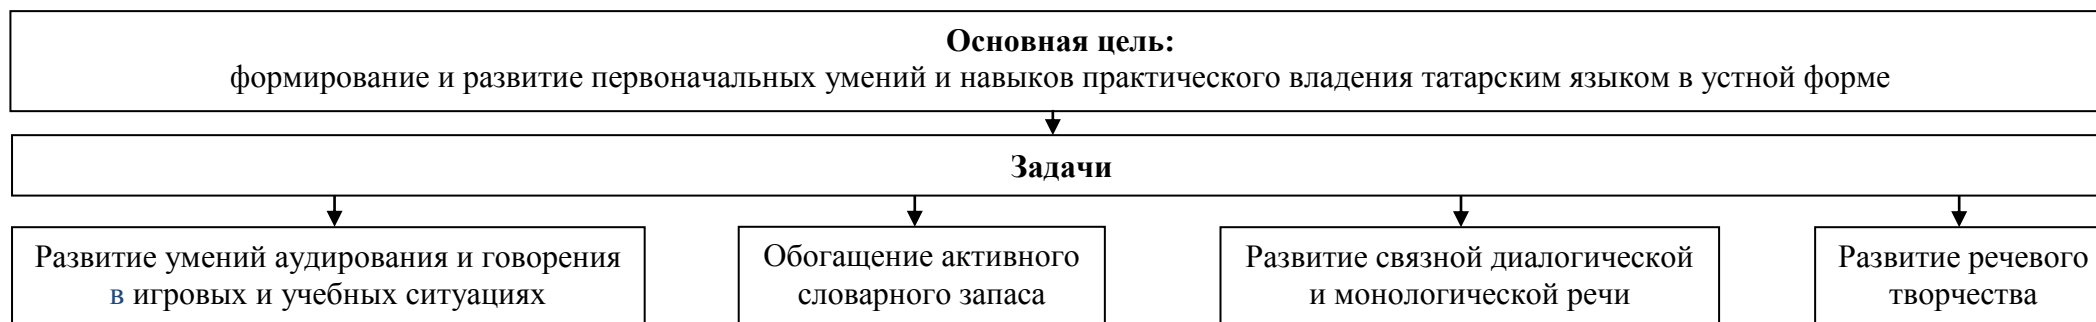 Основная цель:
формирование и развитие первоначальных умений и навыков практического владения татарским языком в устной форме
Задачи
Развитие умений аудирования и говорения
в игровых и учебных ситуациях
Обогащение активного
словарного запаса
Развитие связной диалогической
и монологической речи
Развитие речевого
творчества